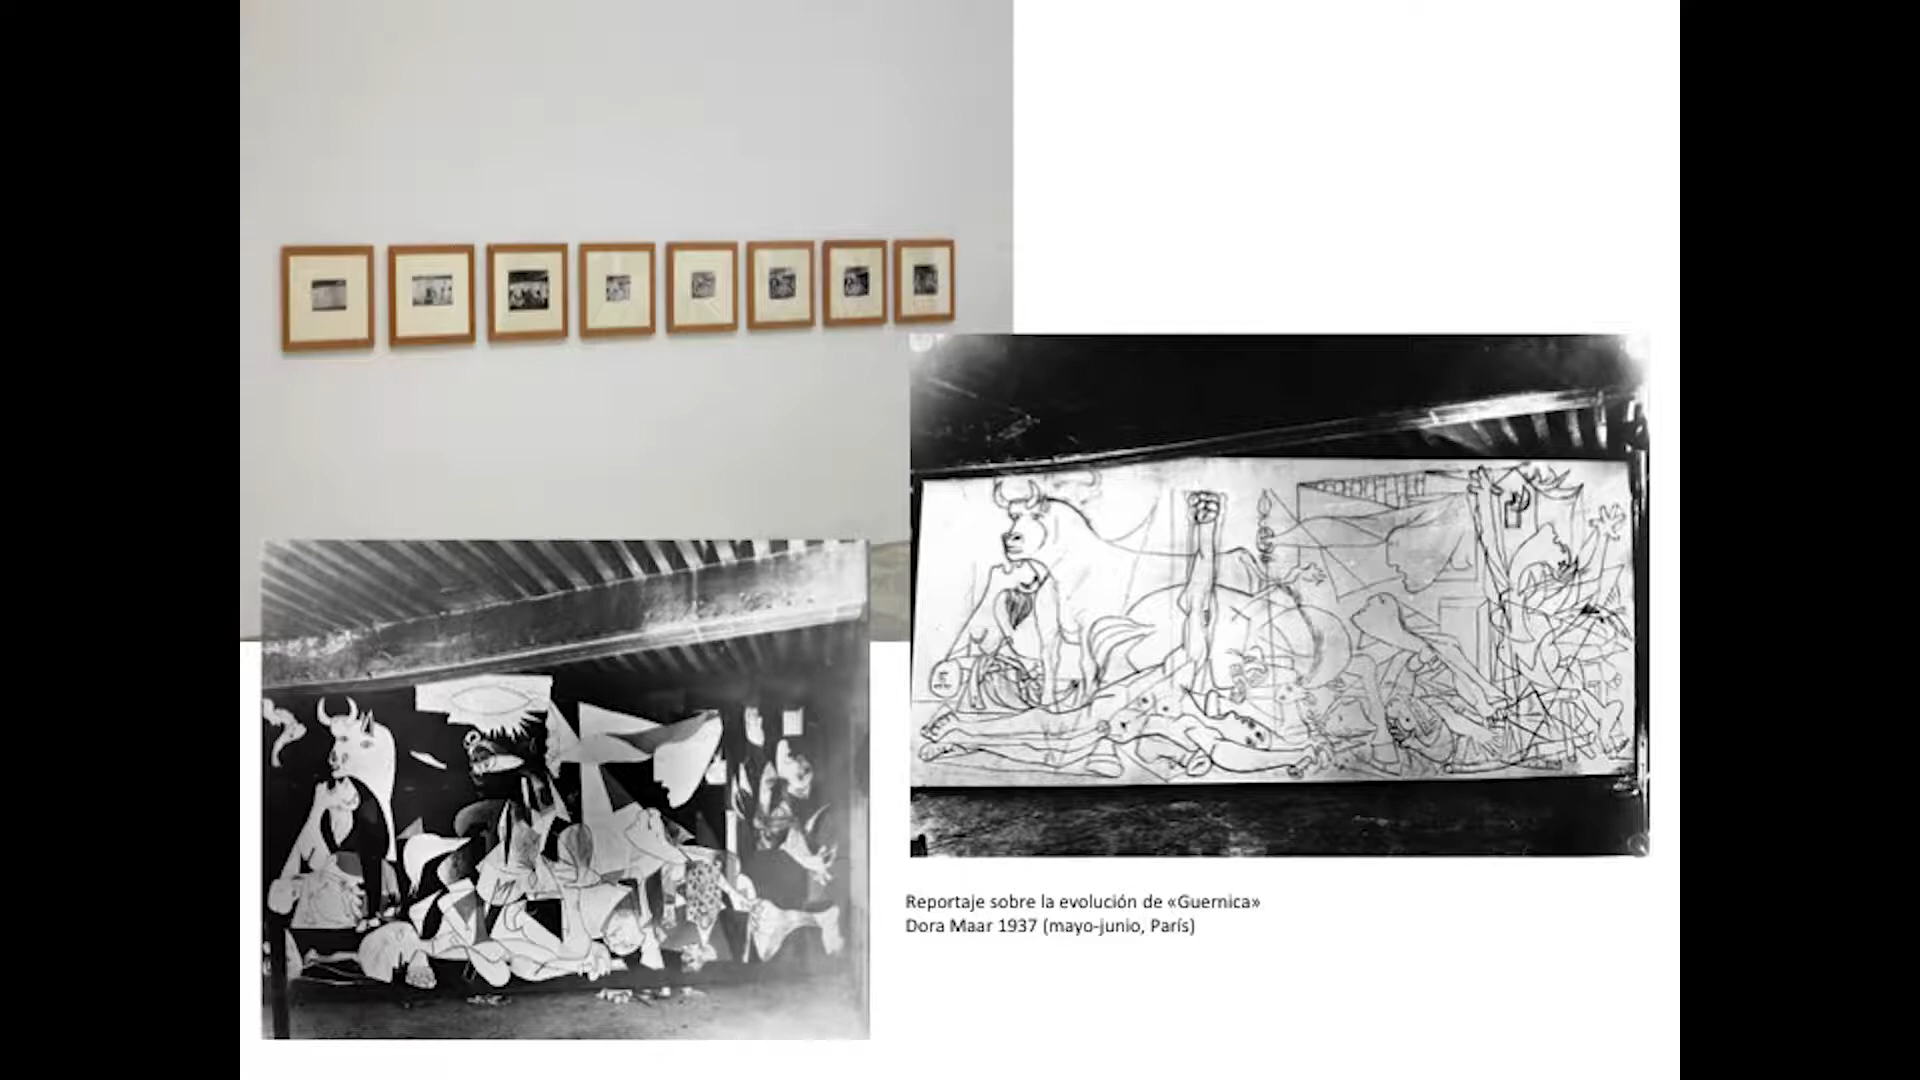 Reportaje sobre la evolución de «Guernica»
Dora Maar 1937 (mayo-junio, París)